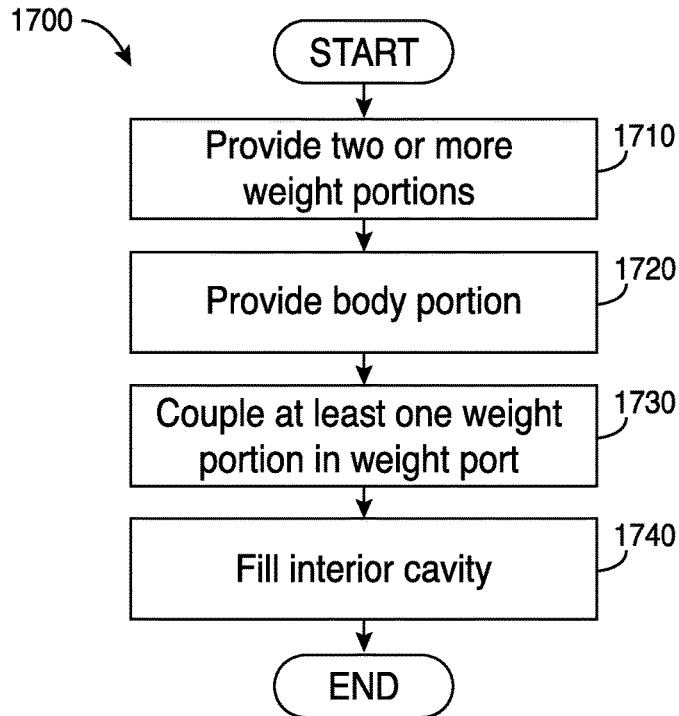 1700
START
Provide two or more
weight portions
1710
Provide body portion
1720
Couple at least one weight
portion in weight port
1730
Fill interior cavity
1740
END